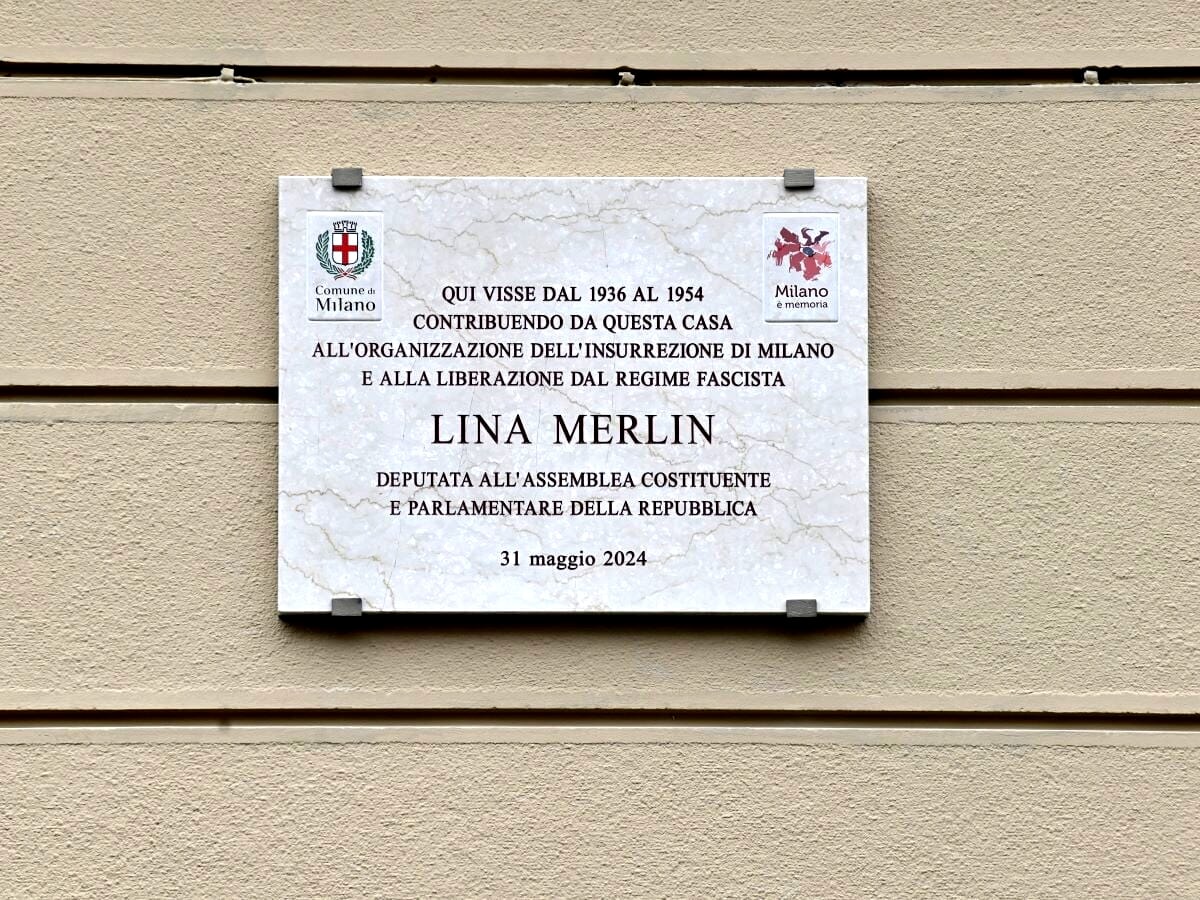 Comune di
Milano
Milano
è memoria
QUI VISSE DAL 1936 AL 1954
CONTRIBUENDO DA QUESTA CASA
ALL'ORGANIZZAZIONE DELL'INSURREZIONE DI MILANO
E ALLA LIBERAZIONE DAL REGIME FASCISTA
LINA MERLIN
DEPUTATA ALL'ASSEMBLEA COSTITUENTE
E PARLAMENTARE DELLA REPUBBLICA
31 maggio 2024